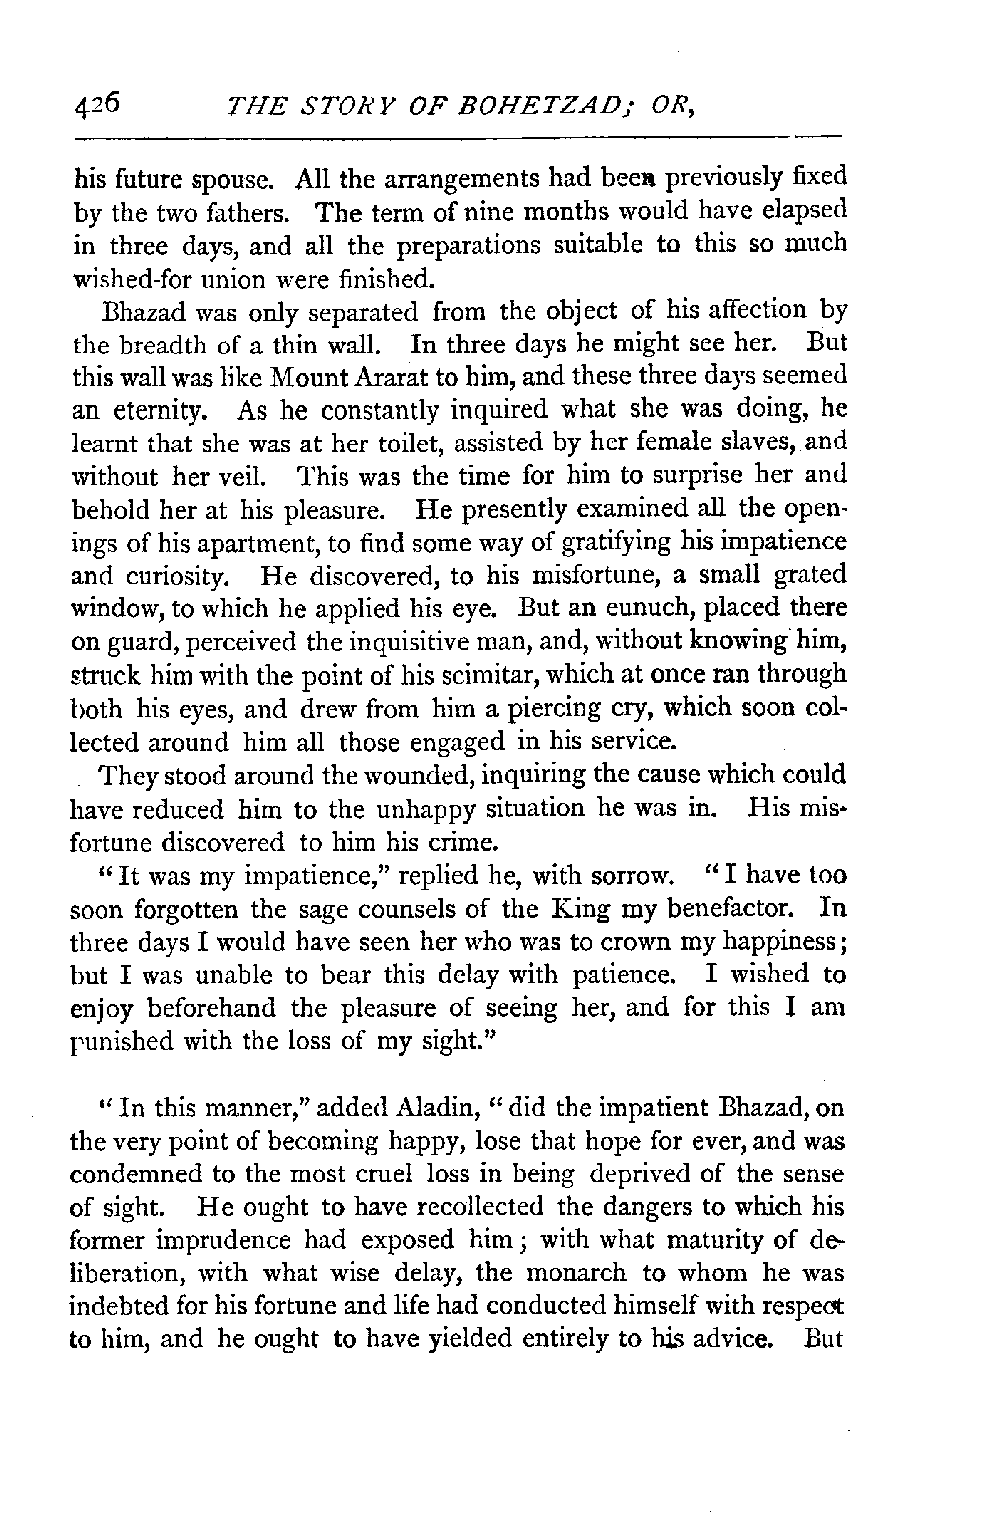 426 THE STORY OF BOHETZAD; OR,
his future spouse. All the arrangements had been previously fixed
by the two fathers. The term of nine months would have elapsed
in three days, and all the preparations suitable to this so much
wished-for union were finished.
Bhazad was only separated from the object of his affection by
the breadth of a thin wall. In three days he might see her. But
this wall was like Mount Ararat to him, and these three days seemed
an eternity. As he constantly inquired what she was doing, he
learnt that she was at her toilet, assisted by her female slaves, and
without her veil. This was the time for him to surprise her and
behold her at his pleasure. He presently examined all the open-
ings of his apartment, to find some way of gratifying his impatience
and curiosity. He discovered, to his misfortune, a small grated
window, to which he applied his eye. But an eunuch, placed there
on guard, perceived the inquisitive man, and, without knowing him,
struck him with the point of his scimitar, which at once ran through
both his eyes, and drew from him a piercing cry, which soon col-
lected around him all those engaged in his service.
They stood around the wounded, inquiring the cause which could
have reduced him to the unhappy situation he was in. His mis-
fortune discovered to him his crime.
"It was my impatience," replied he, with sorrow. "I have too
soon forgotten the sage counsels of the King my benefactor. In
three days I would have seen her who was to crown my happiness;
but I was unable to bear this delay with patience. I wished to
enjoy beforehand the pleasure of seeing her, and for this I am
punished with the loss of my sight."
"In this manner," added Aladin, "did the impatient Bhazad, on
the very point of becoming happy, lose that hope for ever, and was
condemned to the most cruel loss in being deprived of the sense
of sight. He ought to have recollected the dangers to which his
former imprudence had exposed him; with what maturity of de-
liberation, with what wise delay, the monarch to whom he was
indebted for his fortune and life had conducted himself with respect
to him, and he ought to have yielded entirely to his advice. But